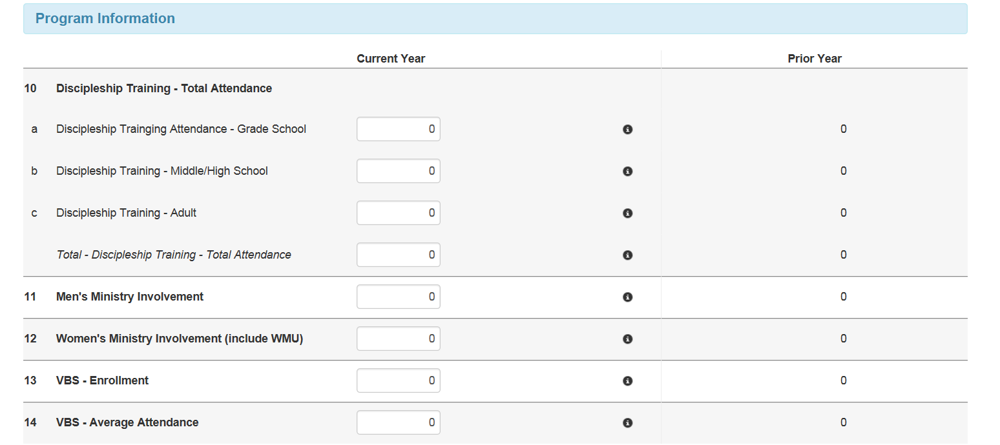 Program Information
Current Year Prior Year
10 Discipleship Training - Total Attendance
a Discipleship Trainging Attendance - Grade School 0 0
b Discipleship Training - Middle/High School 0 0
c Discipleship Training - Adult 0 0
Total - Discipleship Training - Total Attendance 0 0
11 Men's Ministry Involvement 0 0
12 Women's Ministry Involvement (include WMU) 0 0
13 VBS - Enrollment 0 0
14 VBS - Average Attendance 0 0